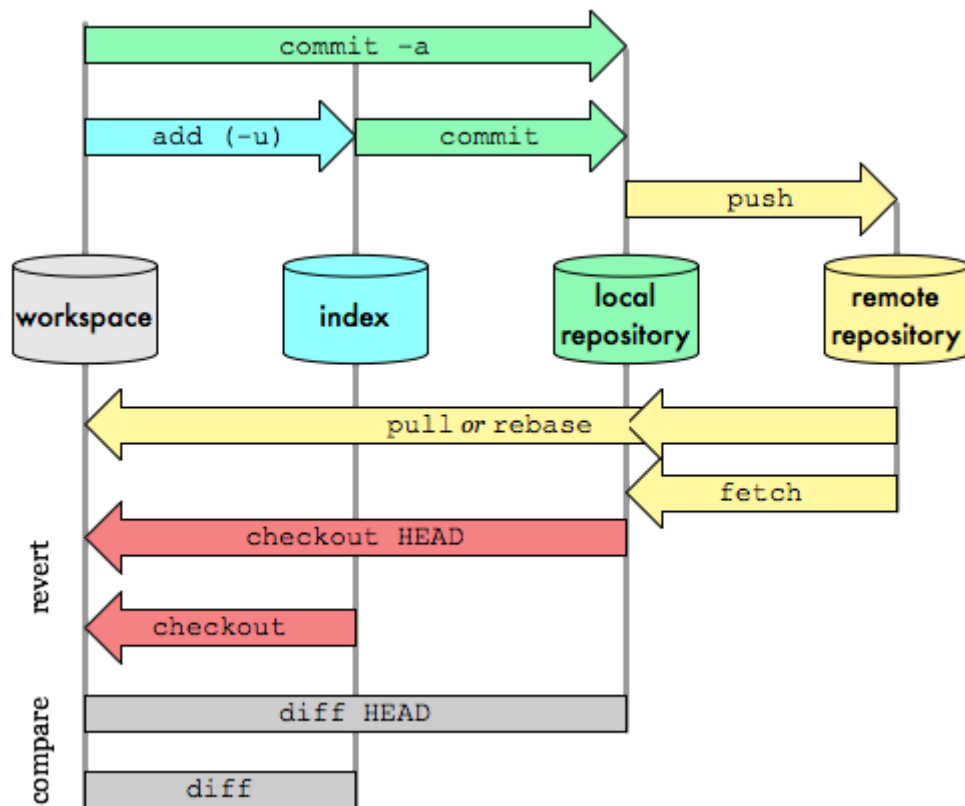 commit -a
add (-u)
commit
push
workspace
index
local
repository
remote
repository
pull or rebase
fetch
revert
checkout HEAD
checkout
compare
diff HEAD
diff